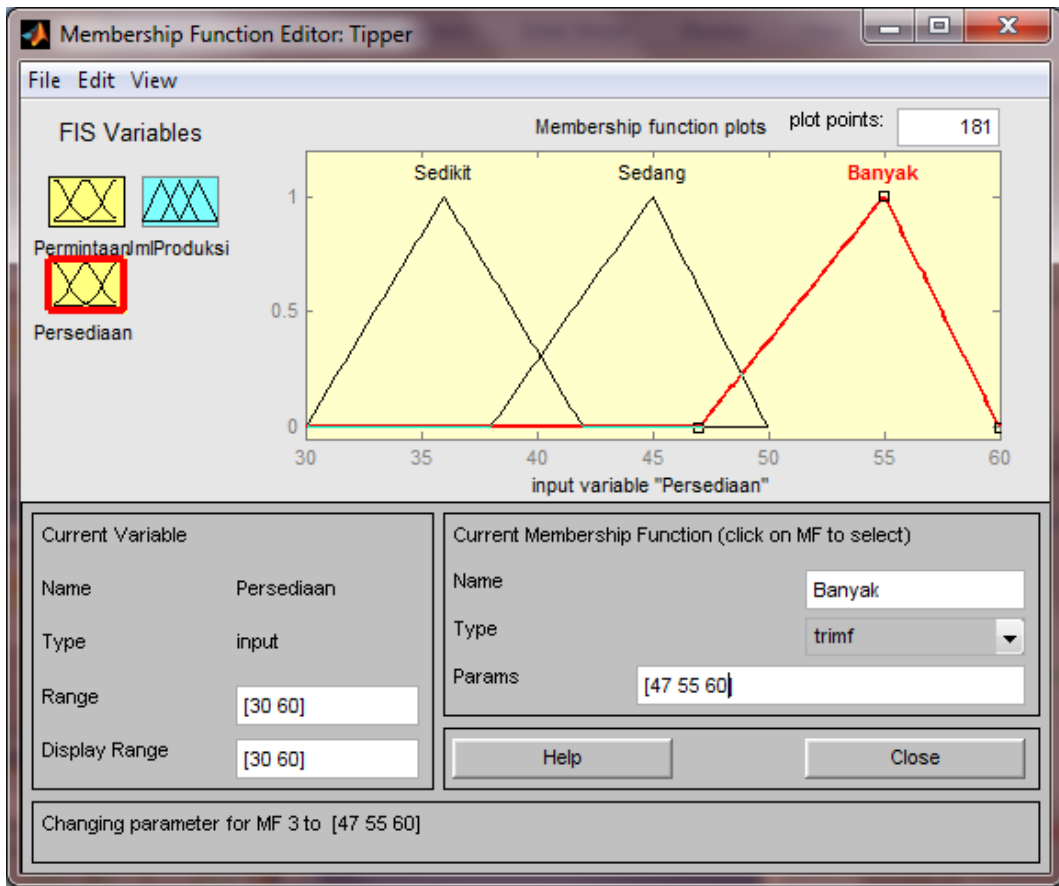 Membership Function Editor: Tipper
File Edit View
FIS Variables
Membership function plots plot points: 181
Permintaan JmlProduksi
Persediaan
Sedikit Sedang Banyak
1
0.5
0
30 35 40 45 50 55 60
input variable "Persediaan"
Current Variable
Name Persediaan
Type input
Range [30 60]
Display Range [30 60]
Current Membership Function (click on MF to select)
Name Banyak
Type trimf
Params [47 55 60]
Help Close
Changing parameter for MF 3 to [47 55 60]